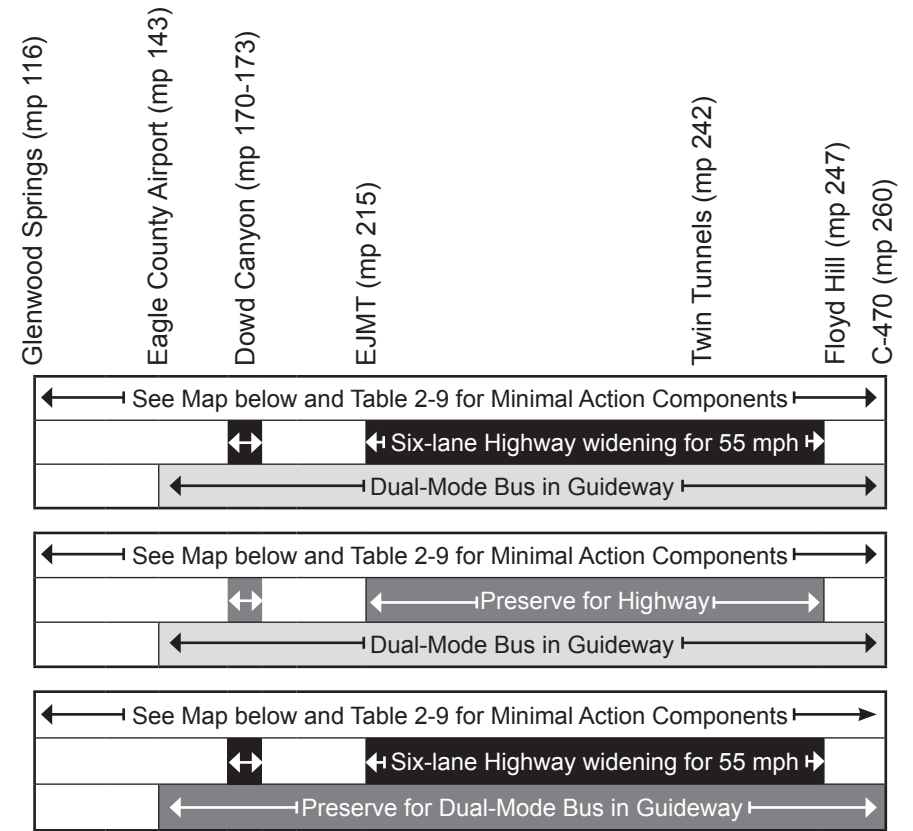 Glenwood Springs (mp 116)
Eagle County Airport (mp 143)
Dowd Canyon (mp 170-173)
EJMT (mp 215)
Twin Tunnels (mp 242)
Floyd Hill (mp 247)
C-470 (mp 260)
See Map below and Table 2-9 for Minimal Action Components
Six-lane Highway widening for 55 mph
Dual-Mode Bus in Guideway
See Map below and Table 2-9 for Minimal Action Components
Preserve for Highway
Dual-Mode Bus in Guideway
See Map below and Table 2-9 for Minimal Action Components
Six-lane Highway widening for 55 mph
Preserve for Dual-Mode Bus in Guideway